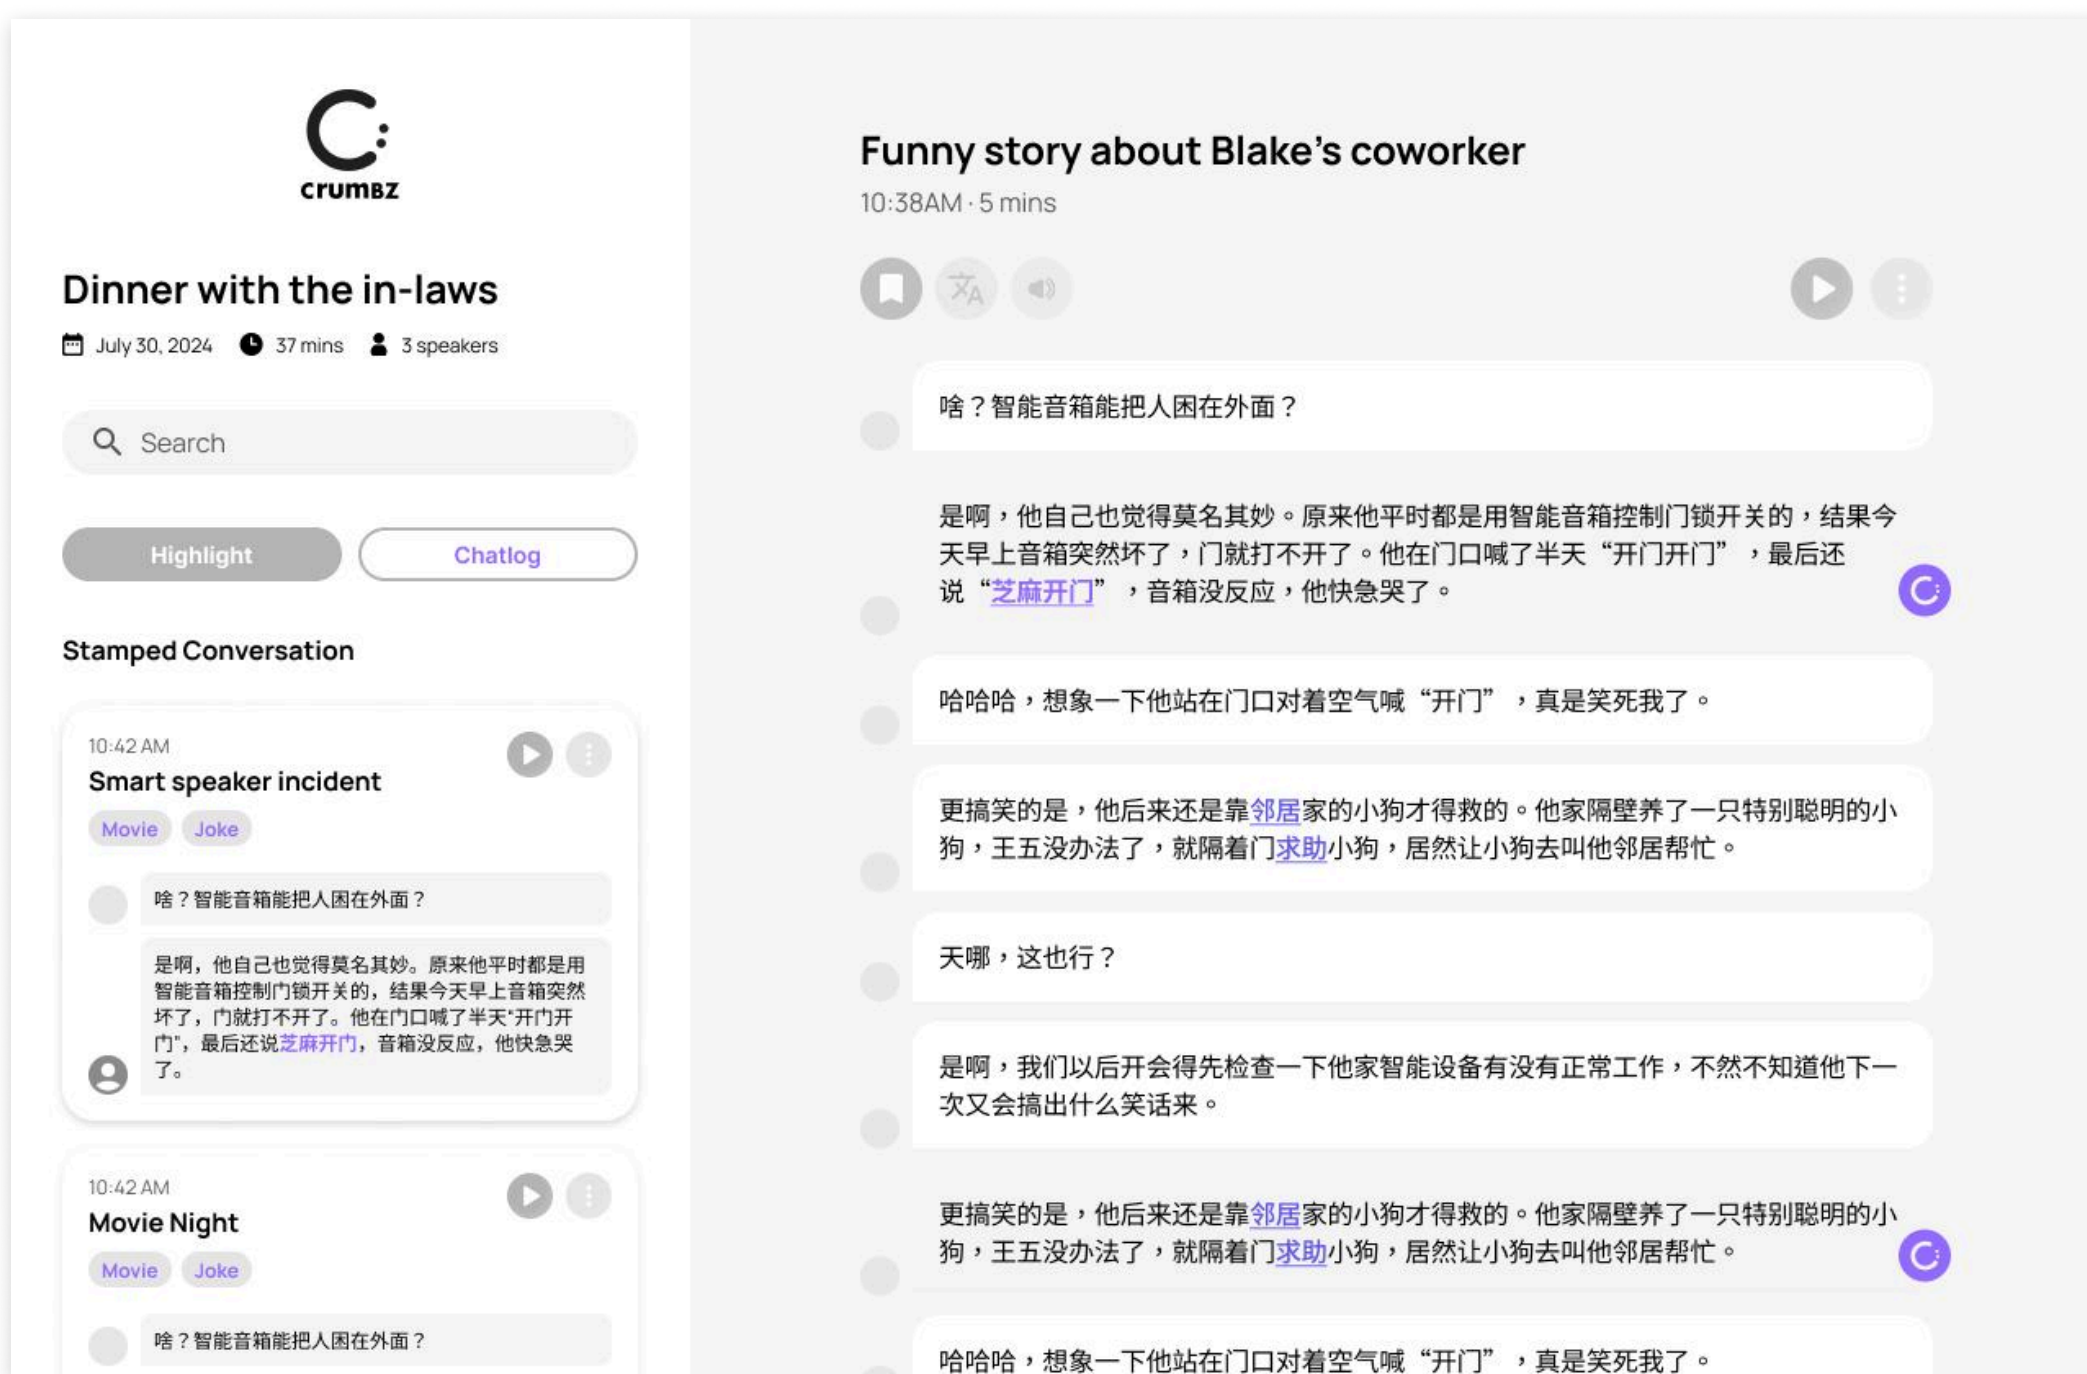 crumBZ
Dinner with the in-laws
July 30, 2024 37 mins 3 speakers
Search
Highlight Chatlog
Stamped Conversation
10:42 AM
Smart speaker incident
Movie Joke
啥？智能音箱能把人困在外面？
是啊，他自己也觉得莫名其妙。原来他平时都是用
智能音箱控制门锁开关的，结果今天早上音箱突然
坏了，门就打不开了。他在门口喊了半天“开门开
门”，最后还说芝麻开门，音箱没反应，他快急哭
了。
10:42 AM
Movie Night
Movie Joke
啥？智能音箱能把人困在外面？
Funny story about Blake’s coworker
10:38AM · 5 mins
啥？智能音箱能把人困在外面？
是啊，他自己也觉得莫名其妙。原来他平时都是用智能音箱控制门锁开关的，结果今
天早上音箱突然坏了，门就打不开了。他在门口喊了半天“开门开门”，最后还
说“芝麻开门”，音箱没反应，他快急哭了。
哈哈哈，想象一下他站在门口对着空气喊“开门”，真是笑死我了。
更搞笑的是，他后来还是靠邻居家的小狗才得救的。他家隔壁养了一只特别聪明的小
狗，王五没办法了，就隔着门求助小狗，居然让小狗去叫他邻居帮忙。
天哪，这也行？
是啊，我们以后开会得先检查一下他家智能设备有没有正常工作，不然不知道他下一
次又会搞出什么笑话来。
更搞笑的是，他后来还是靠邻居家的小狗才得救的。他家隔壁养了一只特别聪明的小
狗，王五没办法了，就隔着门求助小狗，居然让小狗去叫他邻居帮忙。
哈哈哈，想象一下他站在门口对着空气喊“开门”，真是笑死我了。